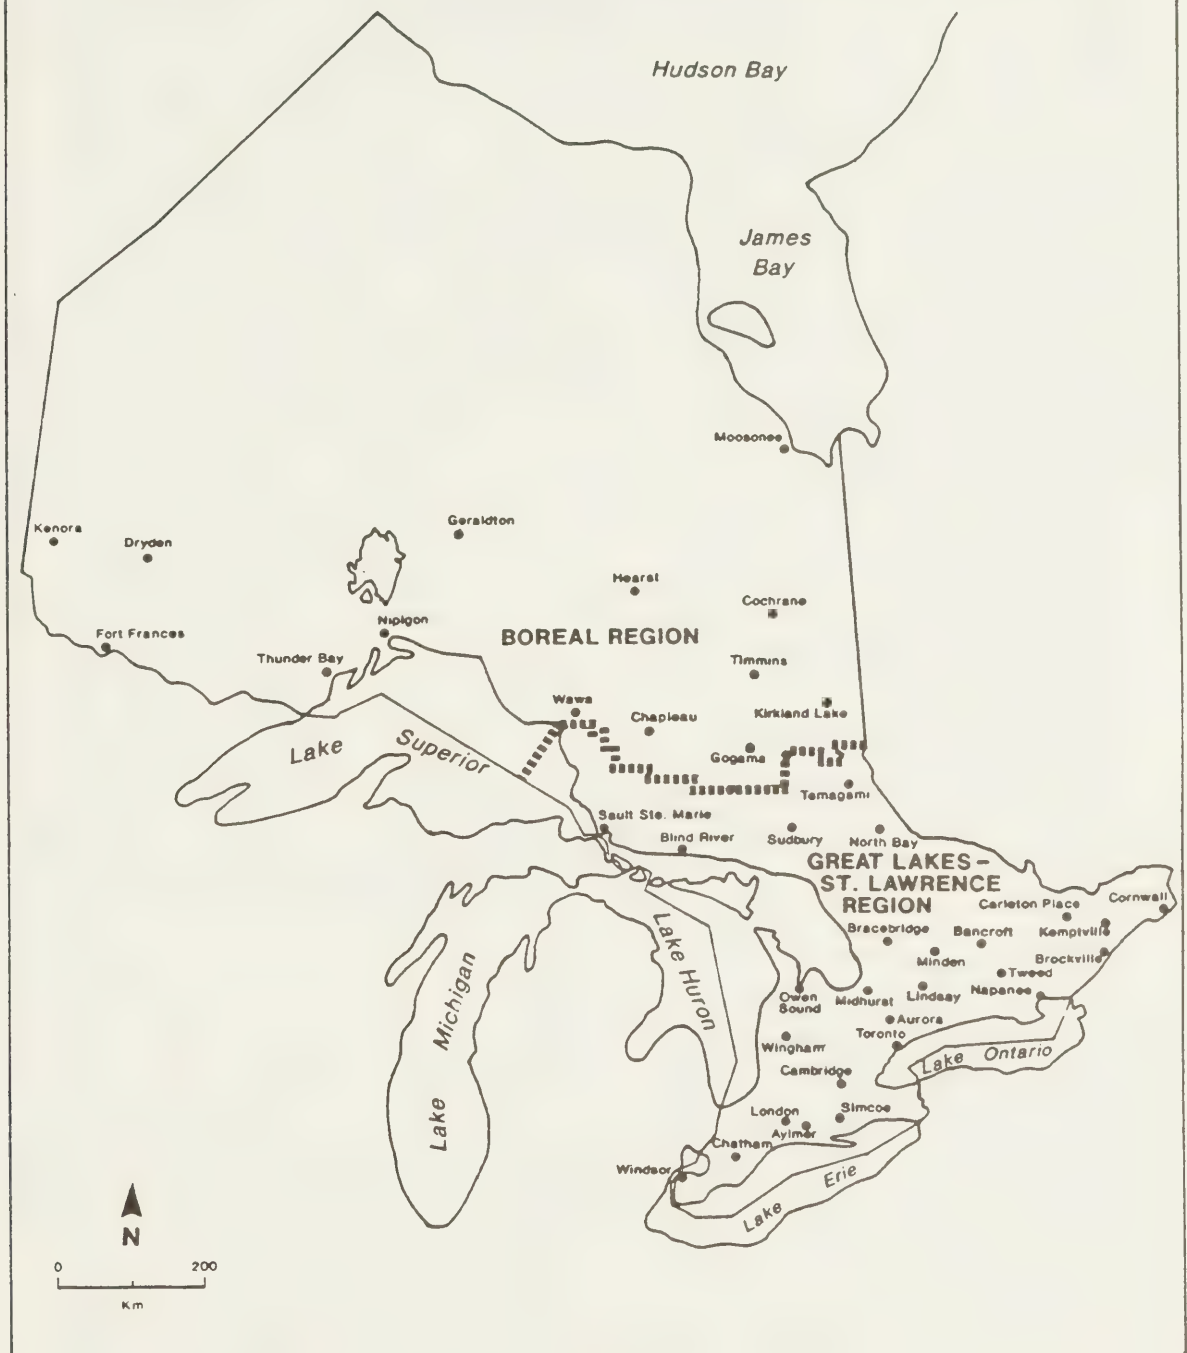 Hudson Bay
James
Bay
Moosonee
Kenora
Dryden
Geraldton
Hearst
Cochrane
Nipigon
BOREAL REGION
Fort Frances
Thunder Bay
Timmins
Wawa
Chapleau
Kirkland Lake
Lake Superior
Gogama
Temagami
Sault Ste. Marie
Blind River
Sudbury
North Bay
GREAT LAKES –
ST. LAWRENCE
REGION
Carleton Place
Cornwall
Bracebridge
Bancroft
Kemptville
Minden
Brockville
Tweed
Lake Huron
Lake Michigan
Owen
Sound
Midhurst
Lindsay
Napanee
Aurora
Toronto
Wingham
Lake Ontario
Cambridge
London
Simcoe
Aylmer
Chatham
Windsor
Lake Erie
N
0 200
Km